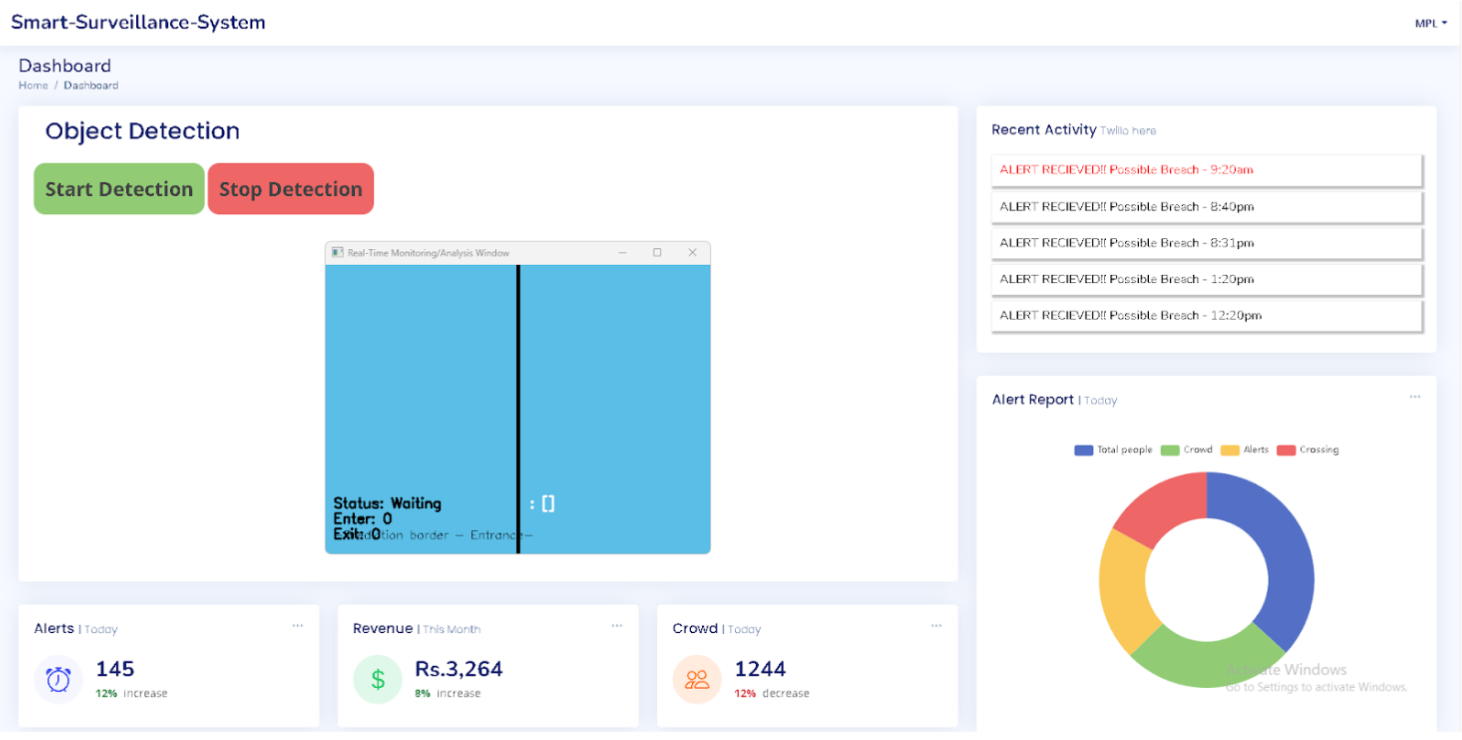 Smart-Surveillance-System
MPL
Dashboard
Home / Dashboard
Object Detection
Start Detection
Stop Detection
Real-Time Monitoring/Analysis Window
Status: Waiting
: []
Enter: 0
Exit: 0
tion border - Entrance-
Recent Activity Twilio here
ALERT RECIEVED!! Possible Breach - 9:20am
ALERT RECIEVED!! Possible Breach - 8:40pm
ALERT RECIEVED!! Possible Breach - 8:31pm
ALERT RECIEVED!! Possible Breach - 1:20pm
ALERT RECIEVED!! Possible Breach - 12:20pm
Alert Report | Today
Total people Crowd Alerts Crossing
Alerts | Today
145
12% increase
Revenue | This Month
$
Rs.3,264
8% increase
Crowd | Today
1244
12% decrease
Activate Windows
Go to Settings to activate Windows.